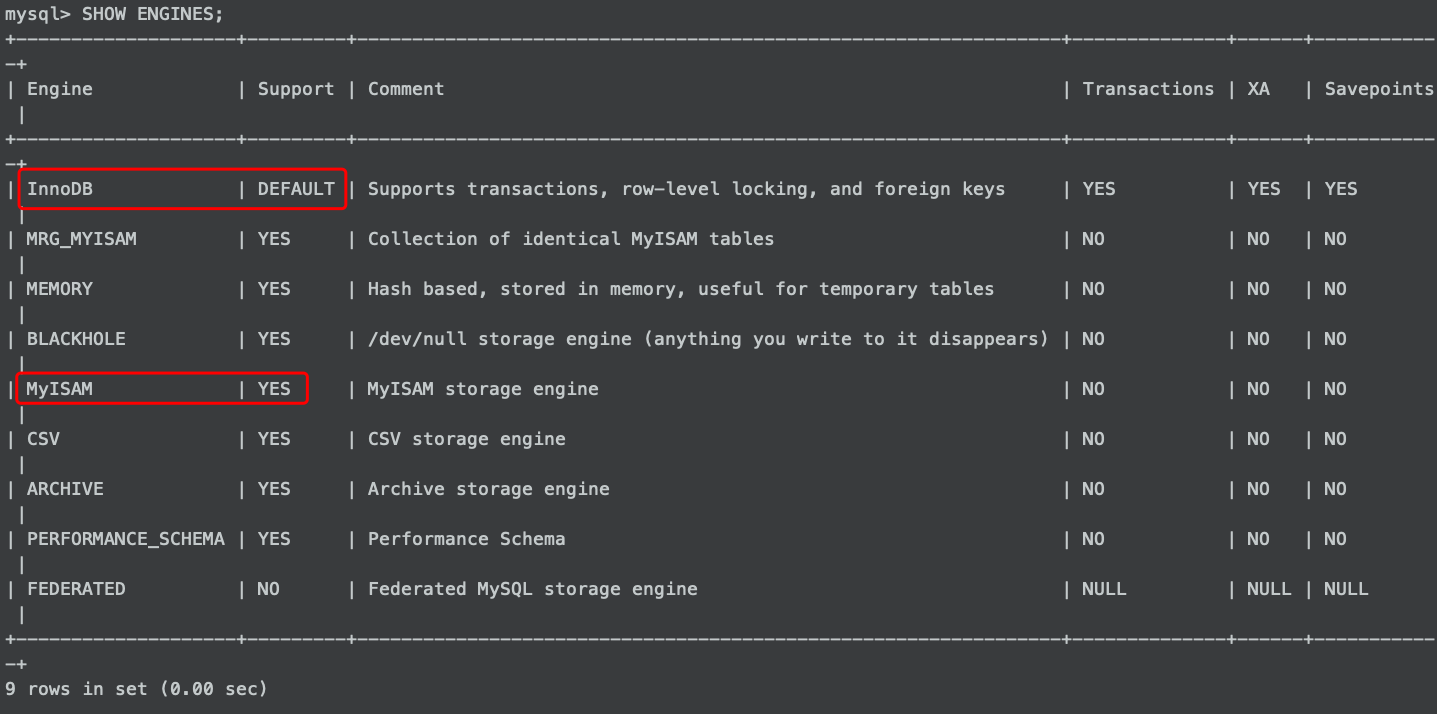 mysql> SHOW ENGINES;
+--------------------+---------+----------------------------------------------------------------+--------------+------+-----------
-+
| Engine             | Support | Comment                                                        | Transactions | XA   | Savepoints
 |
+--------------------+---------+----------------------------------------------------------------+--------------+------+-----------
-+
| InnoDB             | DEFAULT | Supports transactions, row-level locking, and foreign keys     | YES          | YES  | YES
 |
| MRG_MYISAM         | YES     | Collection of identical MyISAM tables                          | NO           | NO   | NO
 |
| MEMORY             | YES     | Hash based, stored in memory, useful for temporary tables      | NO           | NO   | NO
 |
| BLACKHOLE          | YES     | /dev/null storage engine (anything you write to it disappears) | NO           | NO   | NO
 |
| MyISAM             | YES     | MyISAM storage engine                                          | NO           | NO   | NO
 |
| CSV                | YES     | CSV storage engine                                             | NO           | NO   | NO
 |
| ARCHIVE            | YES     | Archive storage engine                                         | NO           | NO   | NO
 |
| PERFORMANCE_SCHEMA | YES     | Performance Schema                                             | NO           | NO   | NO
 |
| FEDERATED          | NO      | Federated MySQL storage engine                                 | NULL         | NULL | NULL
 |
+--------------------+---------+----------------------------------------------------------------+--------------+------+-----------
-+
9 rows in set (0.00 sec)